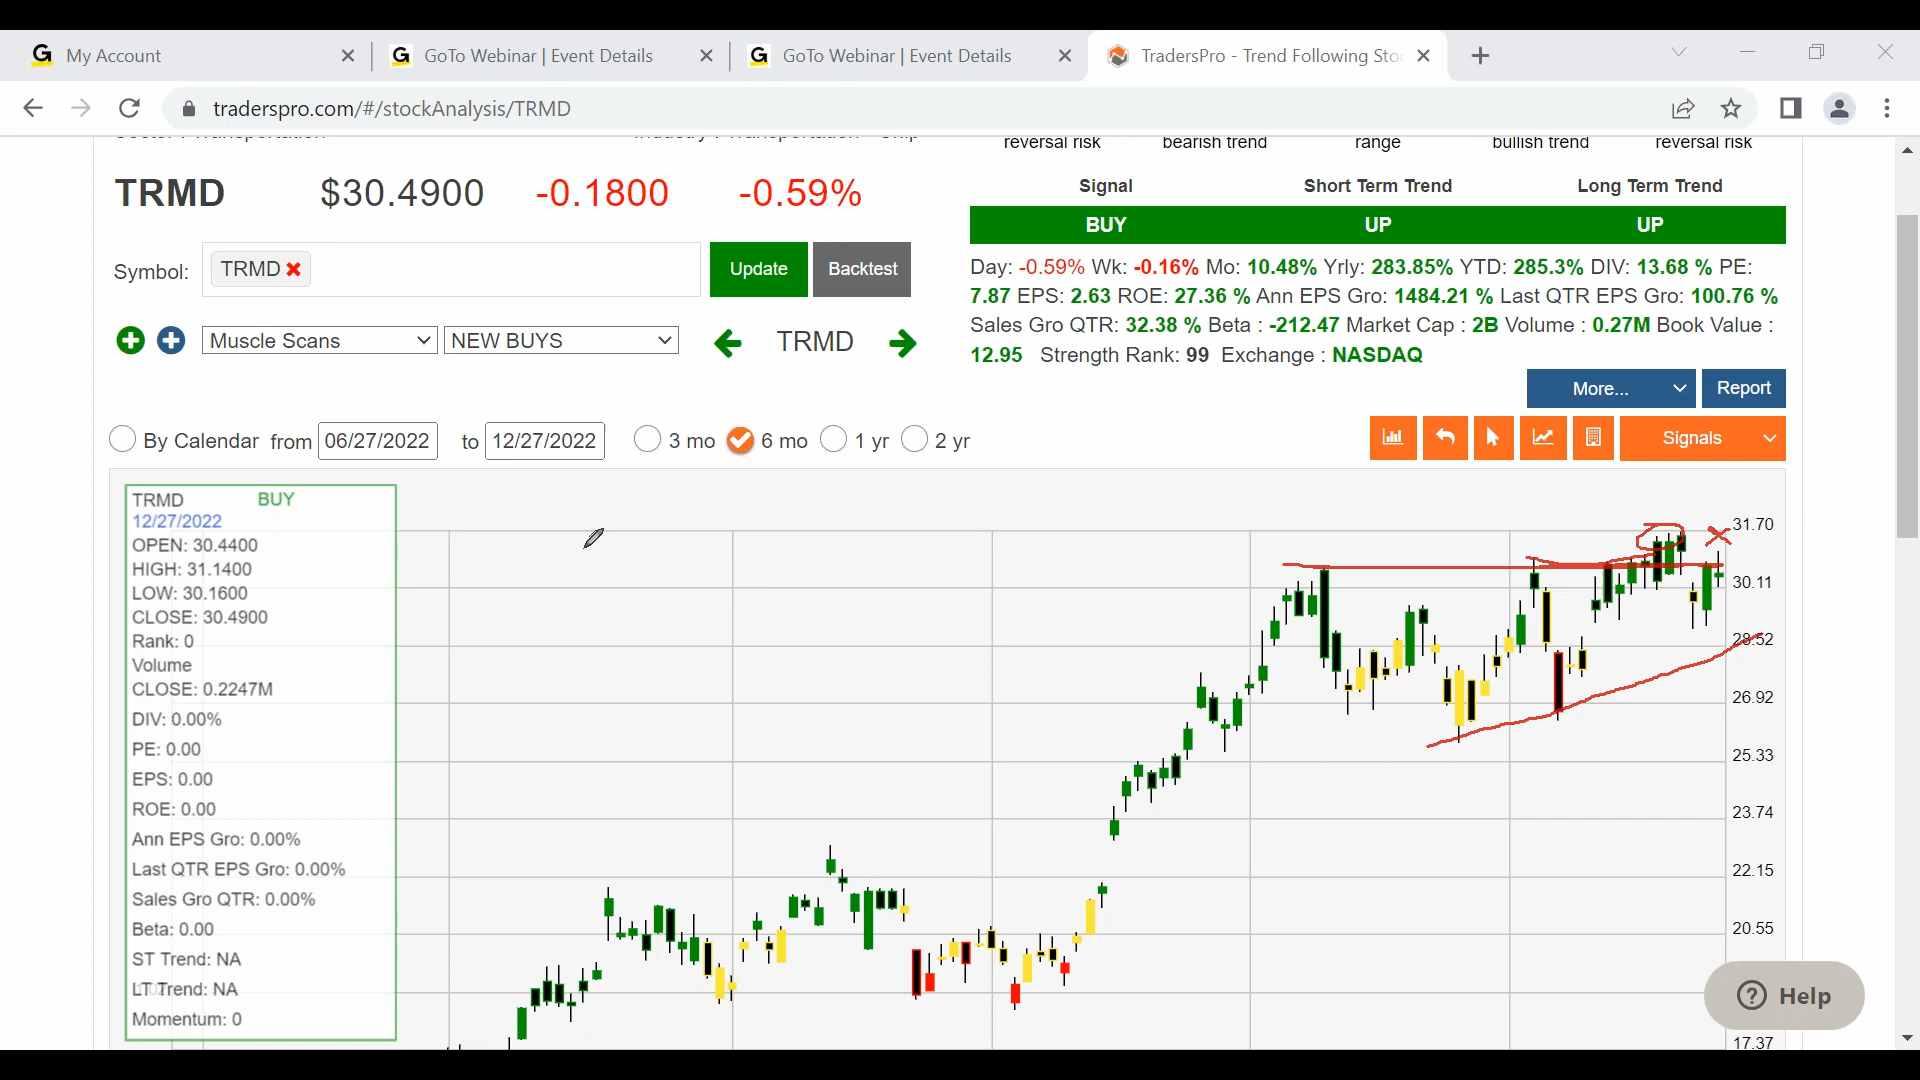 My Account
GoTo Webinar | Event Details
GoTo Webinar | Event Details
TradersPro - Trend Following Sto
traderspro.com/#/stockAnalysis/TRMD
reversal risk bearish trend range bullish trend reversal risk
TRMD $30.4900 -0.1800 -0.59%
Signal Short Term Trend Long Term Trend
BUY UP UP
Symbol: TRMD Update Backtest
Day: -0.59% Wk: -0.16% Mo: 10.48% Yrly: 283.85% YTD: 285.3% DIV: 13.68 % PE:
7.87 EPS: 2.63 ROE: 27.36 % Ann EPS Gro: 1484.21 % Last QTR EPS Gro: 100.76 %
Sales Gro QTR: 32.38 % Beta : -212.47 Market Cap : 2B Volume : 0.27M Book Value :
12.95 Strength Rank: 99 Exchange : NASDAQ
Muscle Scans NEW BUYS TRMD
More... Report
By Calendar from 06/27/2022 to 12/27/2022 3 mo 6 mo 1 yr 2 yr
Signals
TRMD BUY
12/27/2022
OPEN: 30.4400
HIGH: 31.1400
LOW: 30.1600
CLOSE: 30.4900
Rank: 0
Volume
CLOSE: 0.2247M
DIV: 0.00%
PE: 0.00
EPS: 0.00
ROE: 0.00
Ann EPS Gro: 0.00%
Last QTR EPS Gro: 0.00%
Sales Gro QTR: 0.00%
Beta: 0.00
ST Trend: NA
LT Trend: NA
Momentum: 0
31.70
30.11
28.52
26.92
25.33
23.74
22.15
20.55
17.37
Help